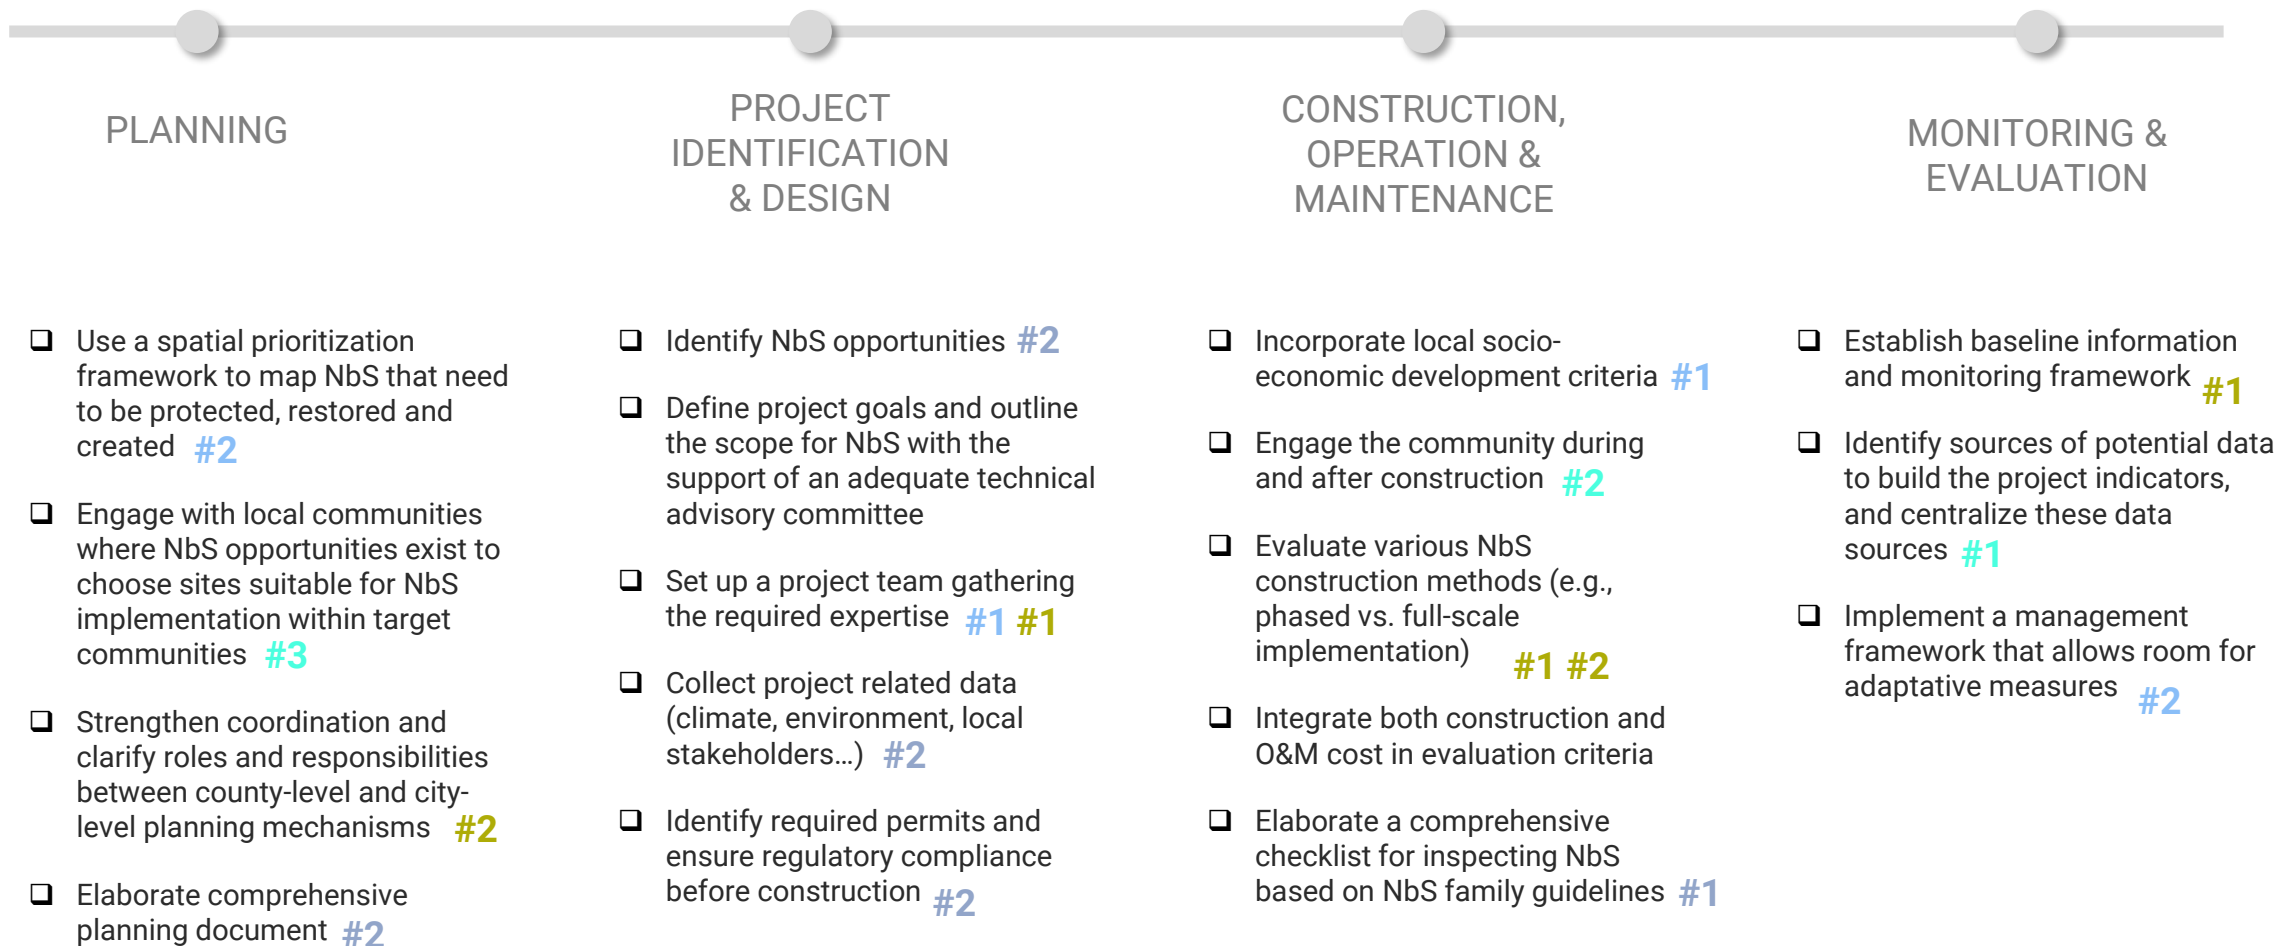 PLANNING
Use a spatial prioritization
framework to map NbS that need
to be protected, restored and
created #2
Engage with local communities
where NbS opportunities exist to
choose sites suitable for NbS
implementation within target
communities #3
Strengthen coordination and
clarify roles and responsibilities
between county-level and city-
level planning mechanisms #2
Elaborate comprehensive
planning document #2
PROJECT
IDENTIFICATION
& DESIGN
Identify NbS opportunities #2
Define project goals and outline
the scope for NbS with the
support of an adequate technical
advisory committee
Set up a project team gathering
the required expertise #1 #1
Collect project related data
(climate, environment, local
stakeholders…) #2
Identify required permits and
ensure regulatory compliance
before construction #2
CONSTRUCTION,
OPERATION &
MAINTENANCE
Incorporate local socio-
economic development criteria #1
Engage the community during
and after construction #2
Evaluate various NbS
construction methods (e.g.,
phased vs. full-scale
implementation) #1 #2
Integrate both construction and
O&M cost in evaluation criteria
Elaborate a comprehensive
checklist for inspecting NbS
based on NbS family guidelines #1
MONITORING &
EVALUATION
Establish baseline information
and monitoring framework #1
Identify sources of potential data
to build the project indicators,
and centralize these data
sources #1
Implement a management
framework that allows room for
adaptative measures #2